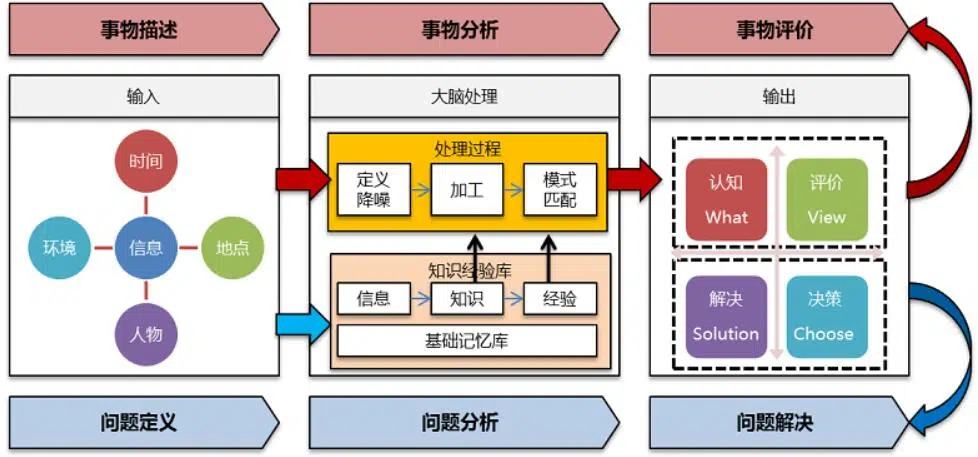 事物描述
事物分析
事物评价
输入
大脑处理
输出
时间
环境
信息
地点
人物
处理过程
定义
降噪
加工
模式
匹配
知识经验库
信息
知识
经验
基础记忆库
认知
What
评价
View
解决
Solution
决策
Choose
问题定义
问题分析
问题解决